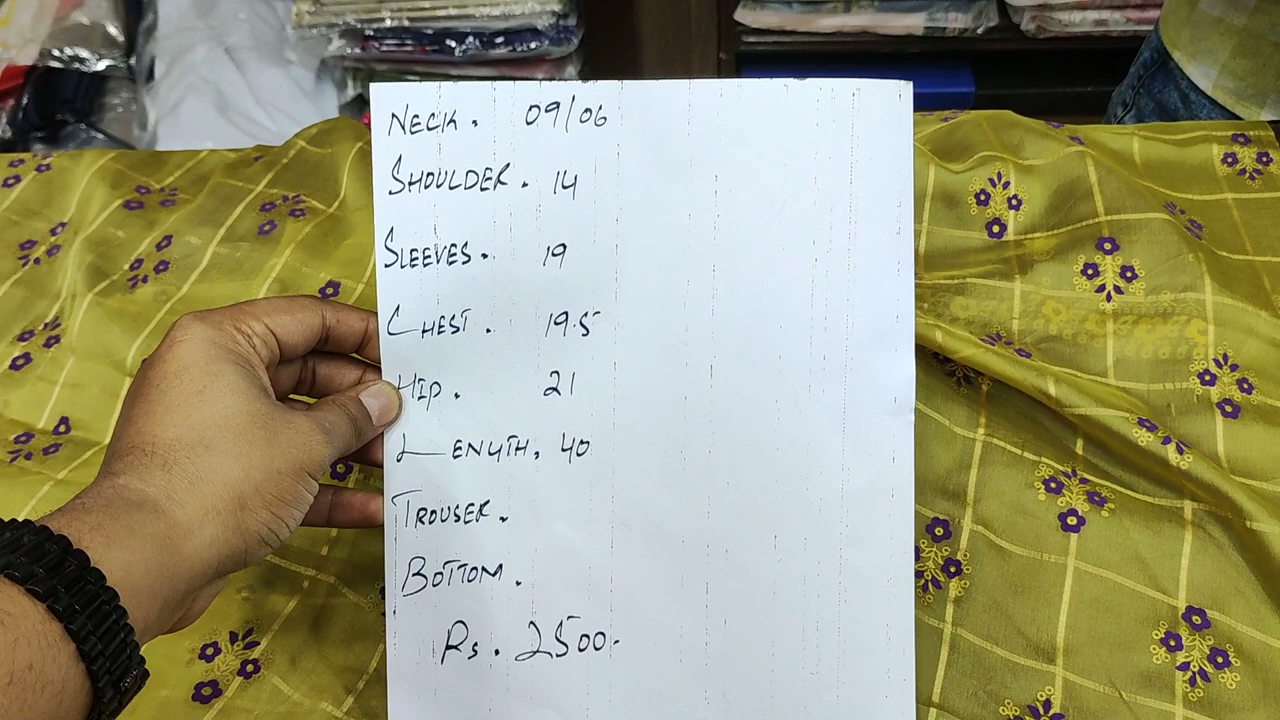 NECK. 09/06
SHOULDER. 14
SLEEVES. 19
CHEST. 19.5
HIP. 21
LENGTH. 40
TROUSER.
BOTTOM.
Rs. 2500.